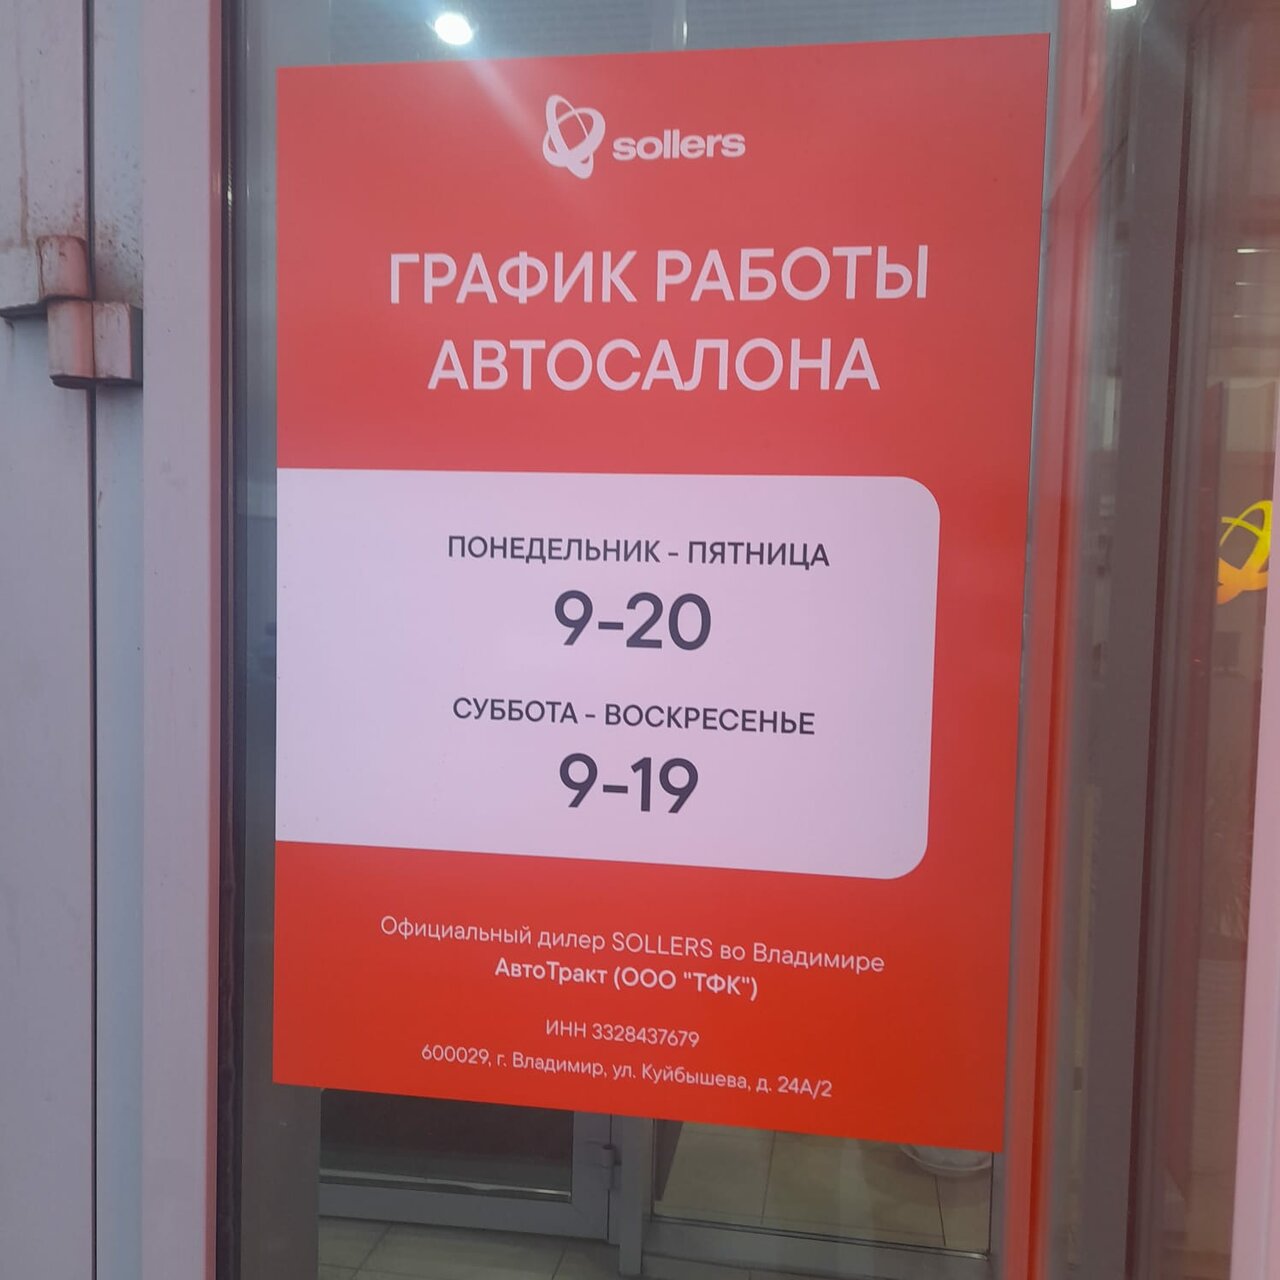 sollers
ГРАФИК РАБОТЫ
АВТОСАЛОНА
ПОНЕДЕЛЬНИК - ПЯТНИЦА
9-20
СУББОТА - ВОСКРЕСЕНЬЕ
9-19
Официальный дилер SOLLERS во Владимире
АвтоТракт (ООО "ТФК")
ИНН 3328437679
600029, г. Владимир, ул. Куйбышева, д. 24А/2